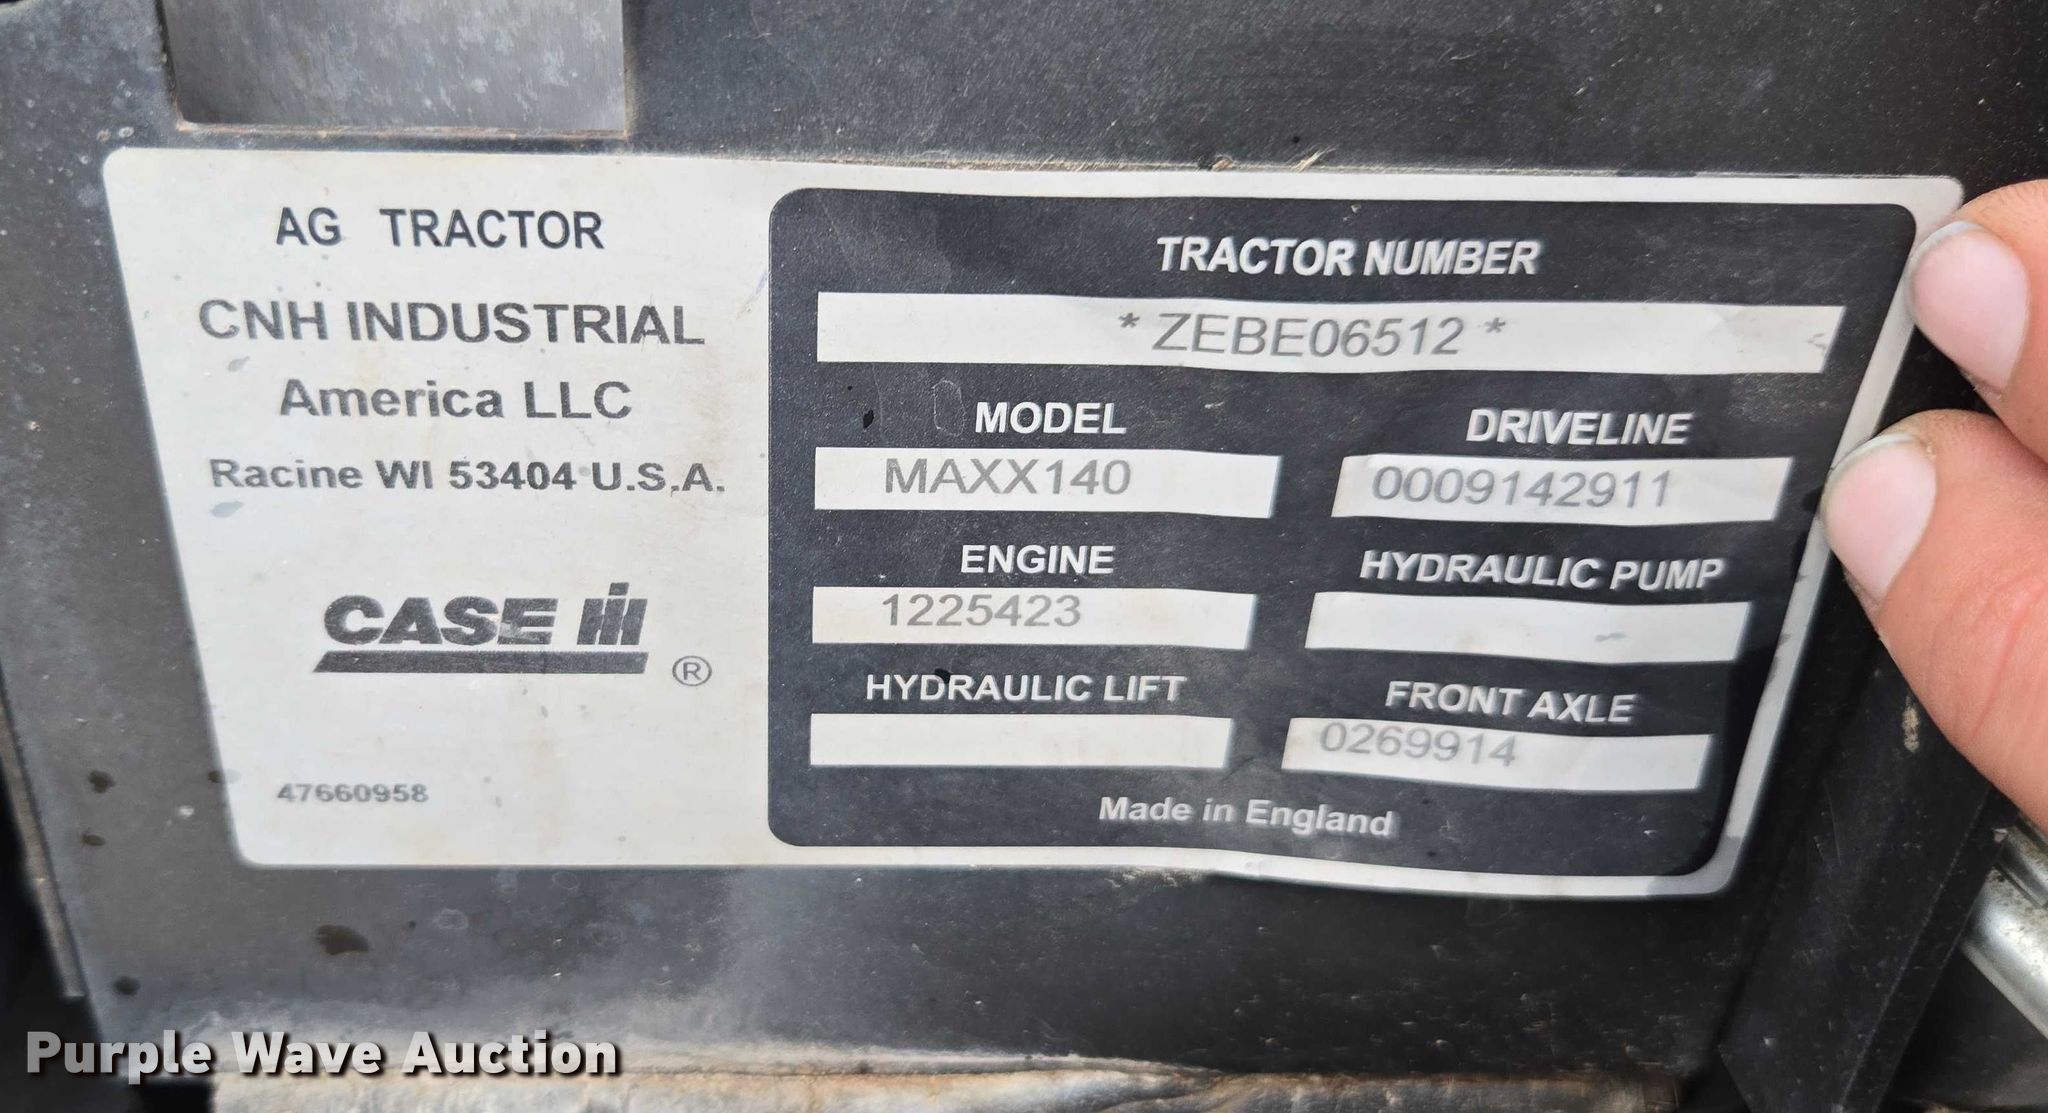 AG TRACTOR
CNH INDUSTRIAL
America LLC
Racine WI 53404 U.S.A.
CASE IH
®
47660958
TRACTOR NUMBER
* ZEBE06512 *
MODEL
MAXX140
DRIVELINE
0009142911
ENGINE
1225423
HYDRAULIC PUMP
HYDRAULIC LIFT
FRONT AXLE
0269914
Made in England
Purple Wave Auction